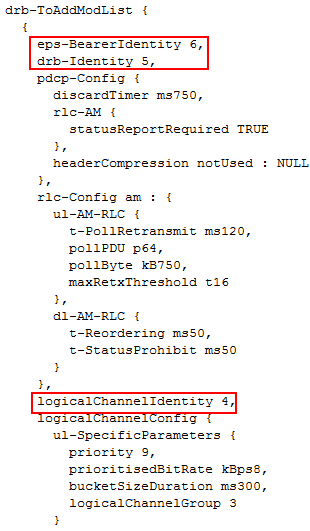 drb-ToAddModList {
{
eps-BearerIdentity 6,
drb-Identity 5,
pdcp-Config {
discardTimer ms750,
rlc-AM {
statusReportRequired TRUE
},
headerCompression notUsed : NULL
},
rlc-Config am : {
ul-AM-RLC {
t-PollRetransmit ms120,
pollPDU p64,
pollByte kB750,
maxRetxThreshold t16
},
dl-AM-RLC {
t-Reordering ms50,
t-StatusProhibit ms50
}
},
logicalChannelIdentity 4,
logicalChannelConfig {
ul-SpecificParameters {
priority 9,
prioritisedBitRate kBps8,
bucketSizeDuration ms300,
logicalChannelGroup 3
}